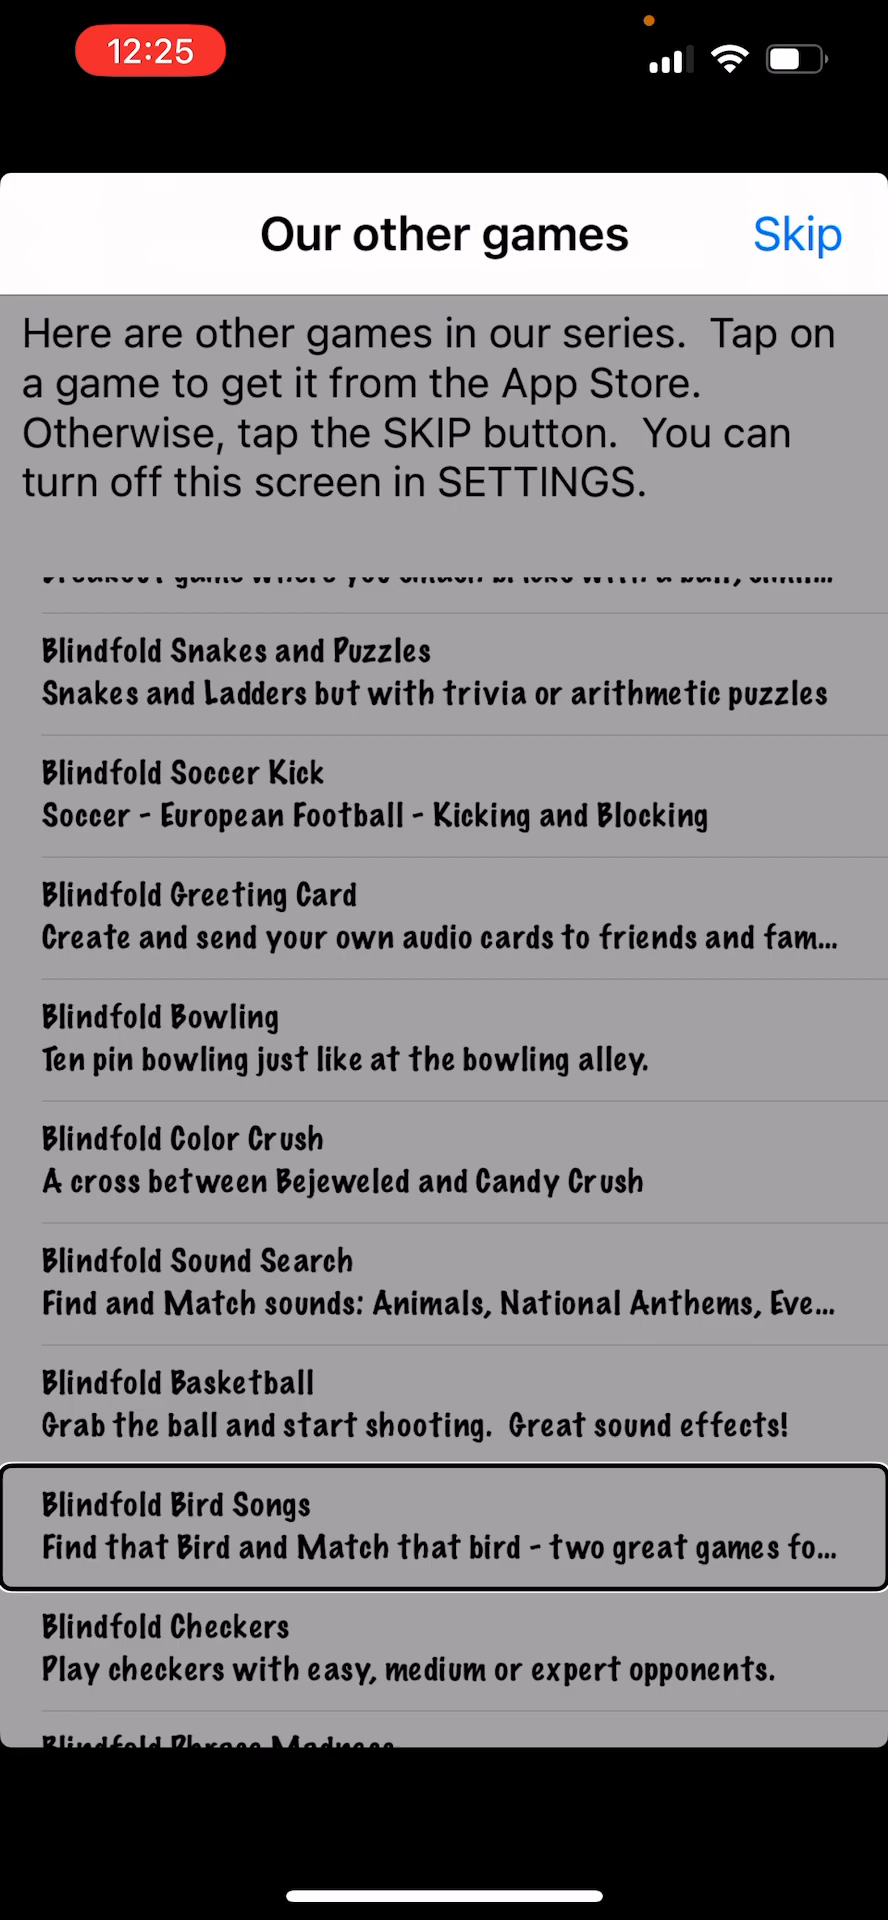 12:25
Our other games
Skip
Here are other games in our series.  Tap on
a game to get it from the App Store.
Otherwise, tap the SKIP button.  You can
turn off this screen in SETTINGS.
Blindfold Snakes and Puzzles
Snakes and Ladders but with trivia or arithmetic puzzles
Blindfold Soccer Kick
Soccer - European Football - Kicking and Blocking
Blindfold Greeting Card
Create and send your own audio cards to friends and fam...
Blindfold Bowling
Ten pin bowling just like at the bowling alley.
Blindfold Color Crush
A cross between Bejeweled and Candy Crush
Blindfold Sound Search
Find and Match sounds: Animals, National Anthems, Eve...
Blindfold Basketball
Grab the ball and start shooting.  Great sound effects!
Blindfold Bird Songs
Find that Bird and Match that bird - two great games fo...
Blindfold Checkers
Play checkers with easy, medium or expert opponents.
Blindfold Phrase Madness